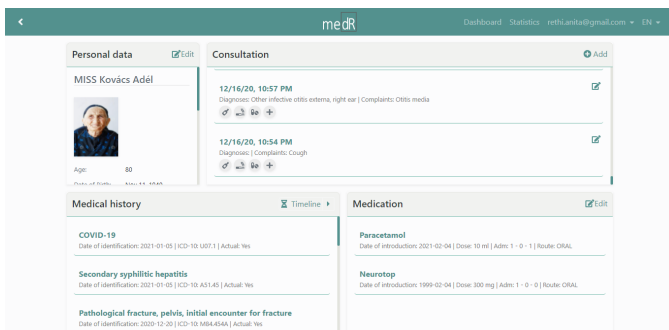 medR
Dashboard Statistics rethi.anita@gmail.com EN
Personal data
Edit
MISS Kovács Adél
Age: 80
Date of Birth: Nov 11, 1940
Consultation
Add
12/16/20, 10:57 PM
Diagnoses: Other infective otitis externa, right ear | Complaints: Otitis media
12/16/20, 10:54 PM
Diagnoses: | Complaints: Cough
Medical history
Timeline
COVID-19
Date of identification: 2021-01-05 | ICD-10: U07.1 | Actual: Yes
Secondary syphilitic hepatitis
Date of identification: 2021-01-05 | ICD-10: A51.45 | Actual: Yes
Pathological fracture, pelvis, initial encounter for fracture
Date of identification: 2020-12-20 | ICD-10: M84.454A | Actual: Yes
Medication
Edit
Paracetamol
Date of introduction: 2021-02-04 | Dose: 10 ml | Adm: 1 - 0 - 1 | Route: ORAL
Neurotop
Date of introduction: 1999-02-04 | Dose: 300 mg | Adm: 1 - 0 - 0 | Route: ORAL